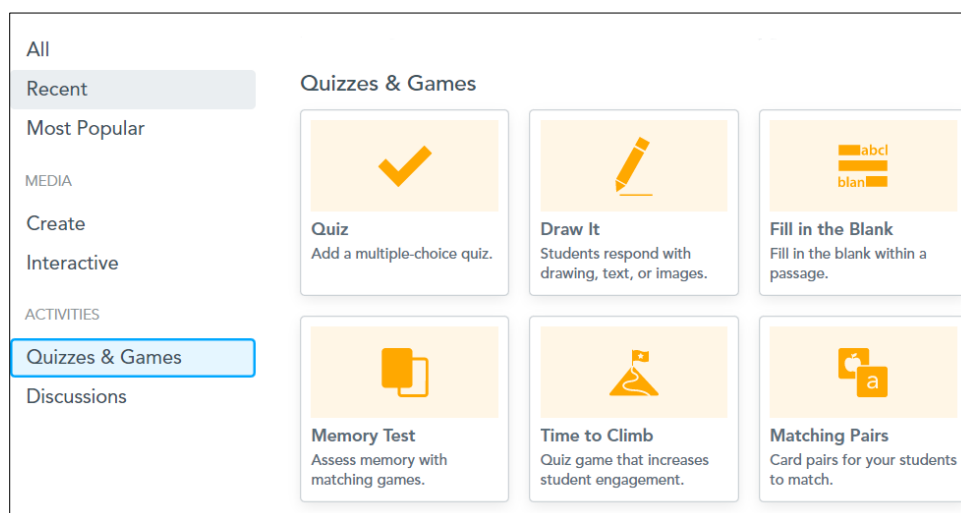 All
Recent
Most Popular
MEDIA
Create
Interactive
ACTIVITIES
Quizzes & Games
Discussions
Quizzes & Games
Quiz
Add a multiple-choice quiz.
Draw It
Students respond with
drawing, text, or images.
abcl
blan
Fill in the Blank
Fill in the blank within a
passage.
Memory Test
Assess memory with
matching games.
Time to Climb
Quiz game that increases
student engagement.
a
Matching Pairs
Card pairs for your students
to match.